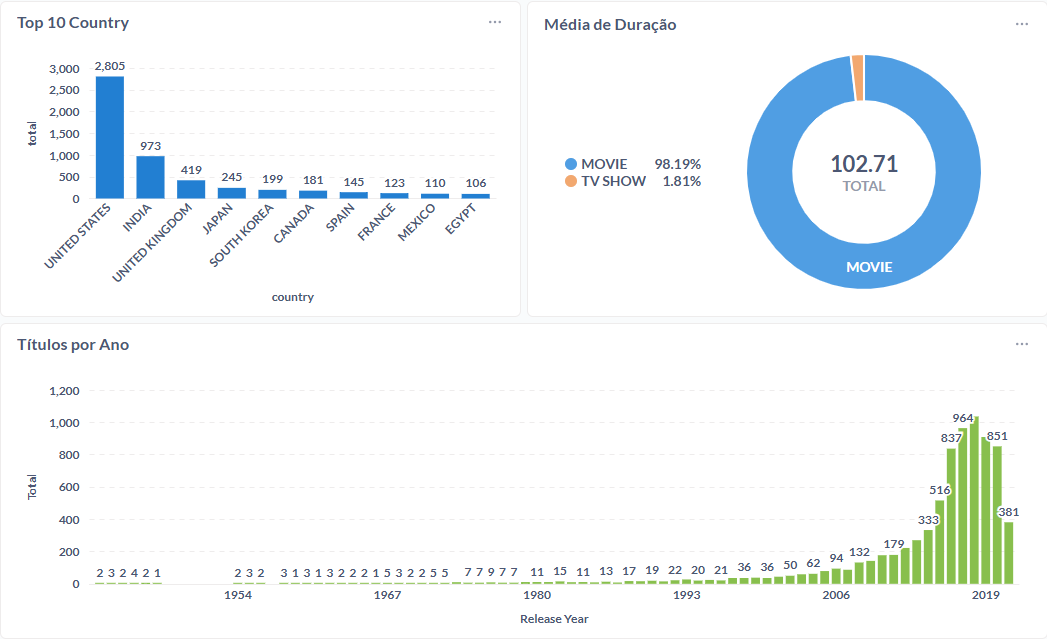 Top 10 Country
...
total
3,000
2,500
2,000
1,500
1,000
500
0
2,805
973
419
245
199
181
145
123
110
106
UNITED STATES
INDIA
UNITED KINGDOM
JAPAN
SOUTH KOREA
CANADA
SPAIN
FRANCE
MEXICO
EGYPT
country
Média de Duração
...
MOVIE 98.19%
TV SHOW 1.81%
102.71
TOTAL
MOVIE
Títulos por Ano
...
Total
1,200
1,000
800
600
400
200
0
2 3 2 4 2 1 2 3 2 3 1 3 1 3 2 2 2 1 5 3 2 2 5 5 7 7 9 7 7 11 15 11 13 17 19 22 20 21 36 36 50 62 94 132 179 333 516 837 964 851 381
1954 1967 1980 1993 2006 2019
Release Year